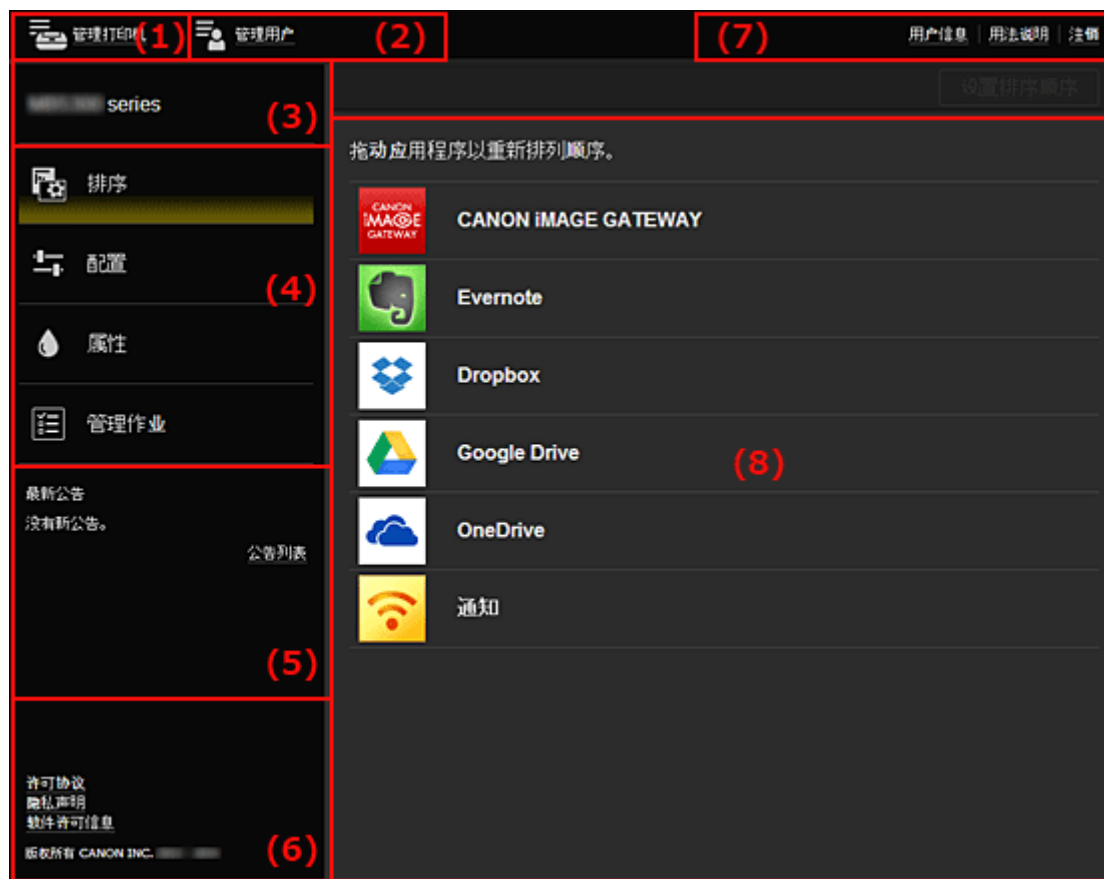 管理打印机 (1)
管理用户 (2)
(7) 用户信息 用法说明 注销
series
(3)
设置排序顺序
拖动应用程序以重新排列顺序。
排序
配置
(4)
属性
管理作业
CANON
iMAGE
GATEWAY
CANON iMAGE GATEWAY
Evernote
Dropbox
Google Drive
(8)
OneDrive
通知
最新公告
没有新公告。
公告列表
(5)
许可协议
隐私声明
软件许可信息
版权所有 CANON INC.
(6)